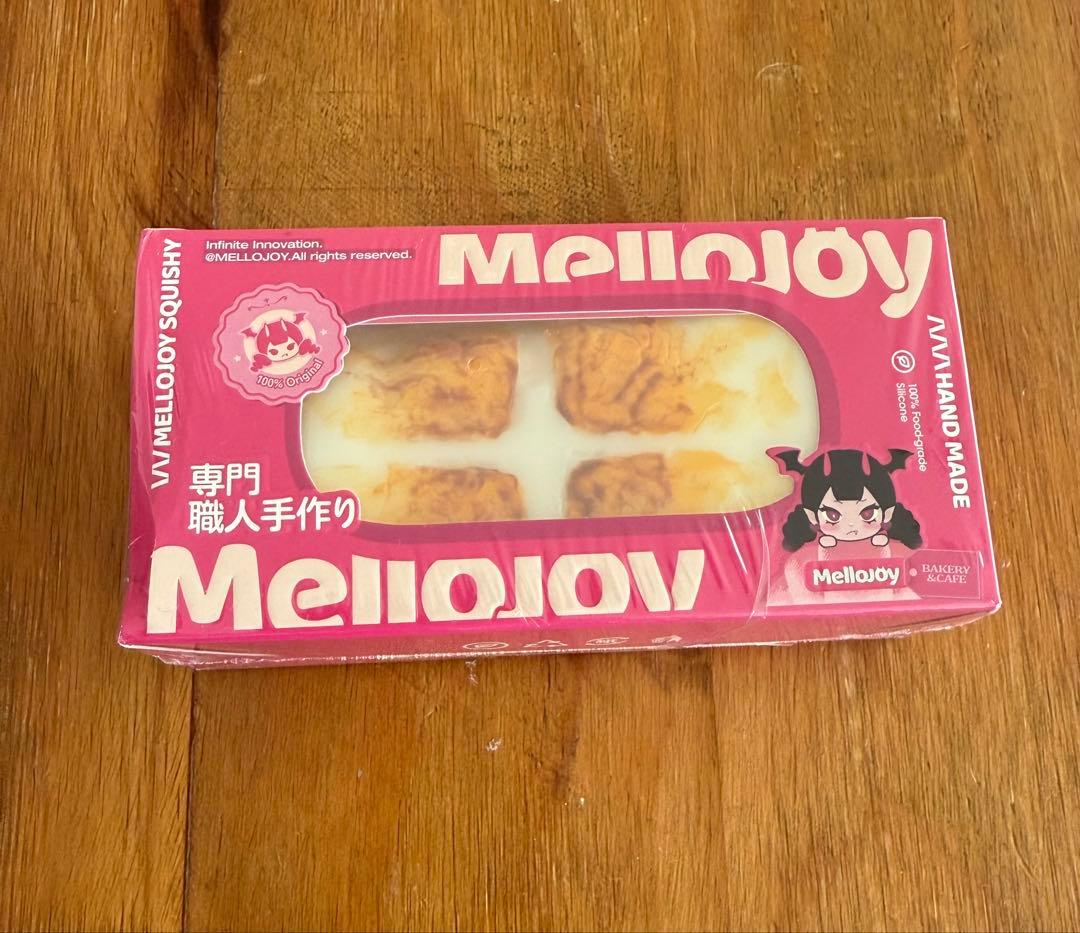 Infinite Innovation.
@MELLOJOY.All rights reserved.
MelloJOy
MELLOJOY SQUISHY
100% Original
HAND MADE
100% Food-grade
Silicone
専門
職人手作り
MelloJOy
MelloJOy
BAKERY
&CAFE